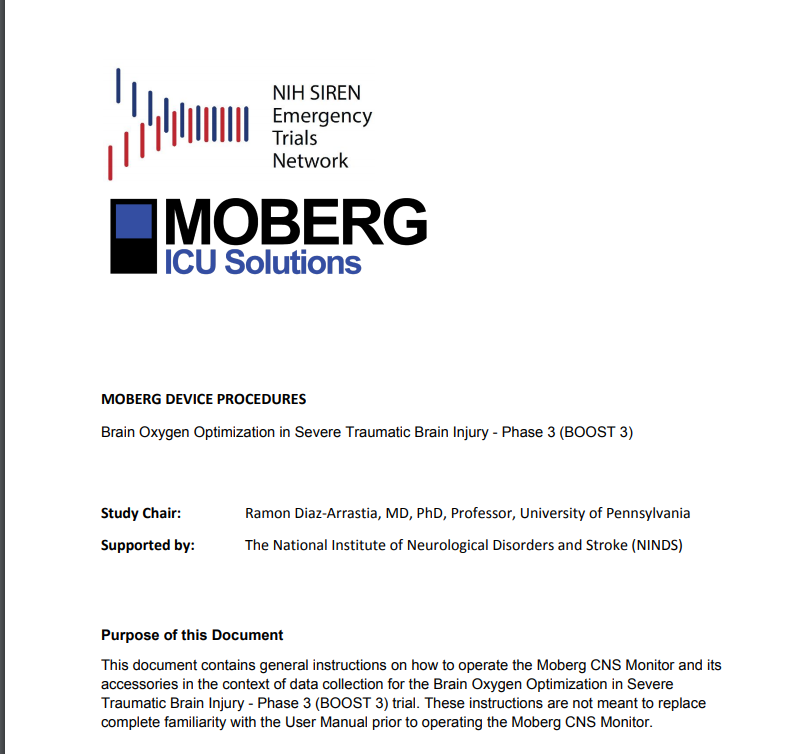 NIH SIREN
Emergency
Trials
Network
MOBERG
ICU Solutions
MOBERG DEVICE PROCEDURES
Brain Oxygen Optimization in Severe Traumatic Brain Injury - Phase 3 (BOOST 3)
Study Chair: Ramon Diaz-Arrastia, MD, PhD, Professor, University of Pennsylvania
Supported by: The National Institute of Neurological Disorders and Stroke (NINDS)
Purpose of this Document
This document contains general instructions on how to operate the Moberg CNS Monitor and its
accessories in the context of data collection for the Brain Oxygen Optimization in Severe
Traumatic Brain Injury - Phase 3 (BOOST 3) trial. These instructions are not meant to replace
complete familiarity with the User Manual prior to operating the Moberg CNS Monitor.